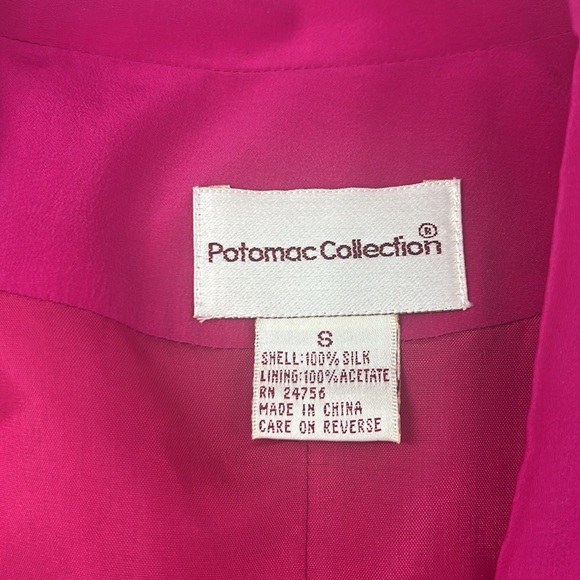 Potomac Collection®
S
SHELL:100% SILK
LINING:100% ACETATE
RN 24756
MADE IN CHINA
CARE ON REVERSE